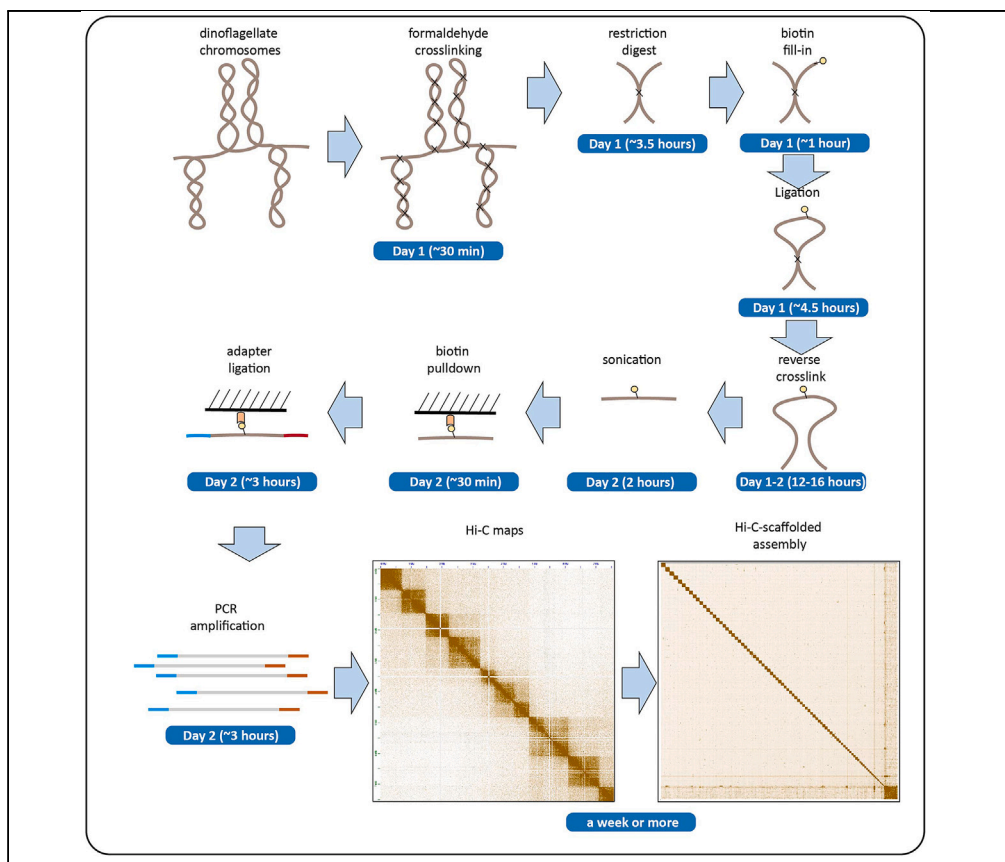 dinoflagellate
chromosomes
formaldehyde
crosslinking
Day 1 (~30 min)
restriction
digest
Day 1 (~3.5 hours)
biotin
fill-in
Day 1 (~1 hour)
Ligation
Day 1 (~4.5 hours)
reverse
crosslink
Day 1-2 (12-16 hours)
sonication
Day 2 (2 hours)
biotin
pulldown
Day 2 (~30 min)
adapter
ligation
Day 2 (~3 hours)
PCR
amplification
Day 2 (~3 hours)
Hi-C maps
Hi-C-scaffolded
assembly
a week or more